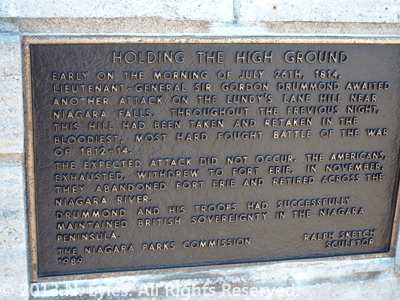 HOLDING THE HIGH GROUND
EARLY ON THE MORNING OF JULY 26TH, 1814,
LIEUTENANT-GENERAL SIR GORDON DRUMMOND AWAITED
ANOTHER ATTACK ON THE LUNDY'S LANE HILL NEAR
NIAGARA FALLS. THROUGHOUT THE PREVIOUS NIGHT,
THIS HILL HAD BEEN TAKEN AND RETAKEN IN THE
BLOODIEST, MOST HARD FOUGHT BATTLE OF THE WAR
OF 1812-14.
THE EXPECTED ATTACK DID NOT OCCUR. THE AMERICANS,
EXHAUSTED, WITHDREW TO FORT ERIE. IN NOVEMBER,
THEY ABANDONED FORT ERIE AND RETIRED ACROSS THE
NIAGARA RIVER.
DRUMMOND AND HIS TROOPS HAD SUCCESSFULLY
MAINTAINED BRITISH SOVEREIGNTY IN THE NIAGARA
PENINSULA.
THE NIAGARA PARKS COMMISSION RALPH SKETCH
1989 SCULPTOR
Lyles. All rights Reserved